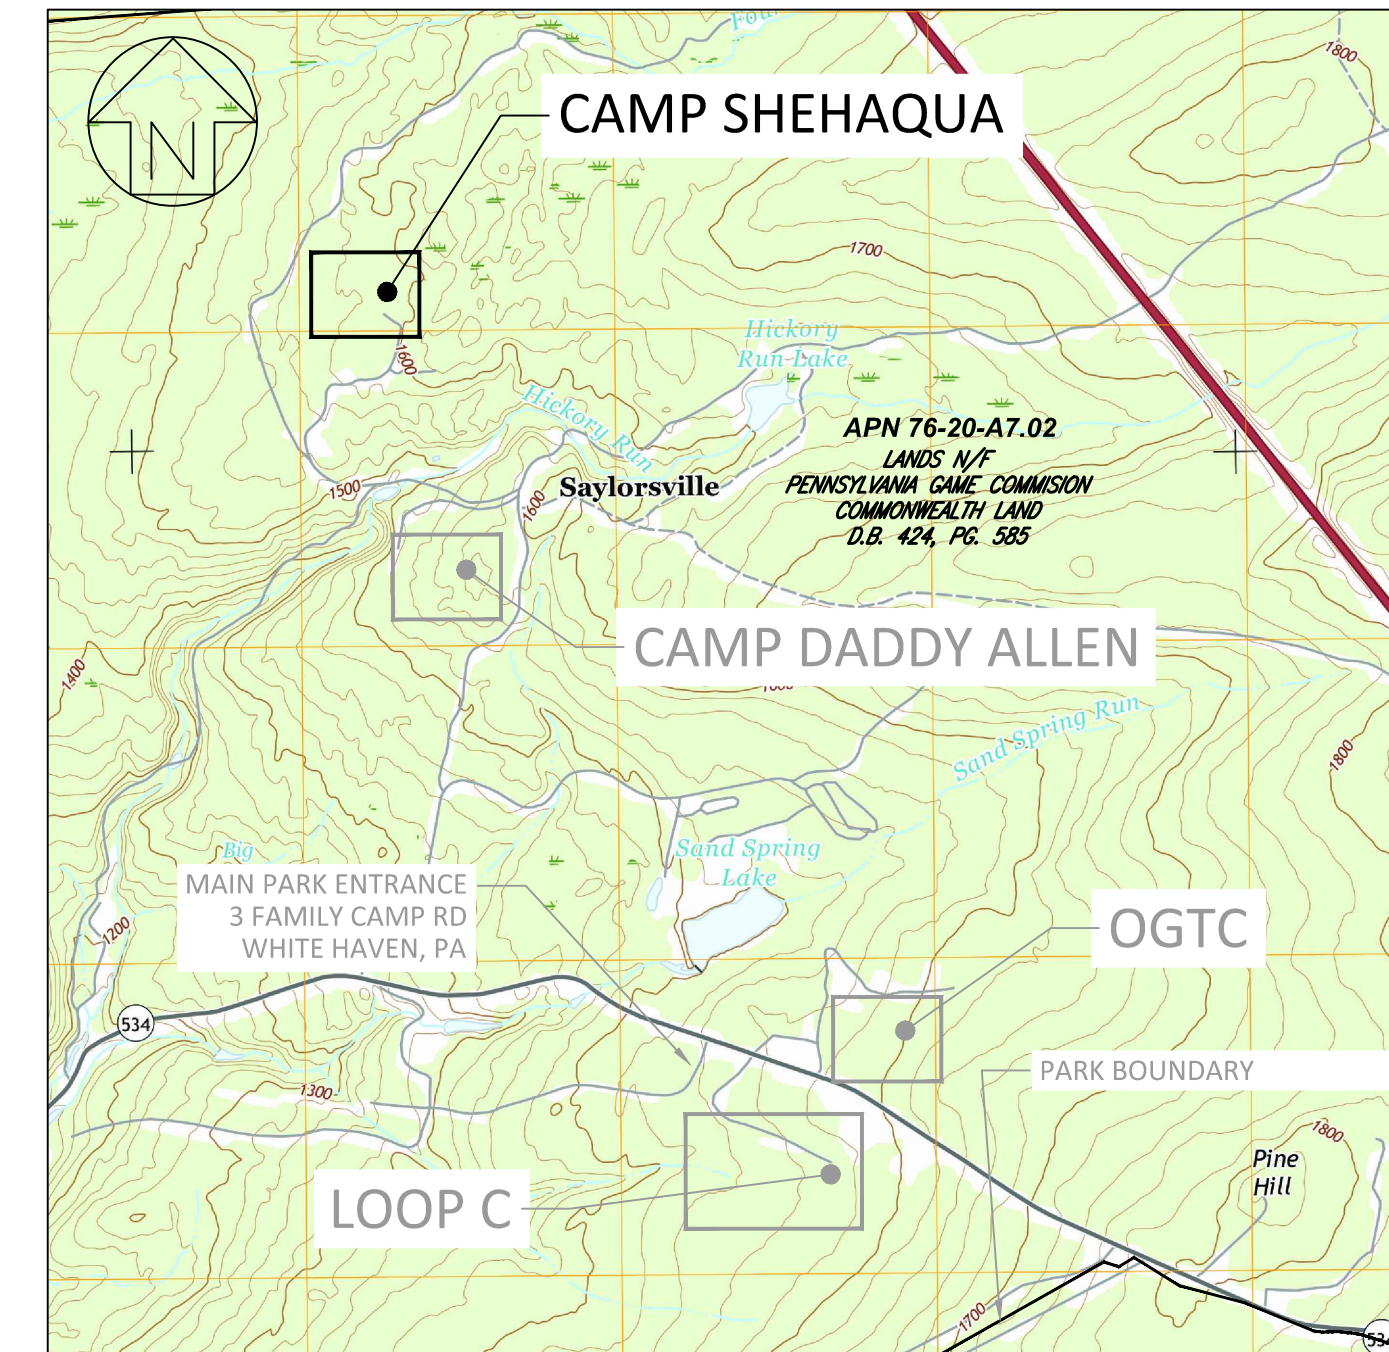 Fou
N
CAMP SHEHAQUA
1800
1700
Hickory
Run Lake
1600
Hickory Run
APN 76-20-A7.02
LANDS N/F
PENNSYLVANIA GAME COMMISION
COMMONWEALTH LAND
D.B. 424, PG. 585
1500
1600
Saylorsville
CAMP DADDY ALLEN
1400
Sand Spring Run
1800
Big
Sand Spring
Lake
MAIN PARK ENTRANCE
3 FAMILY CAMP RD
WHITE HAVEN, PA
1200
OGTC
534
PARK BOUNDARY
1300
1800
Pine
Hill
LOOP C
1700
534